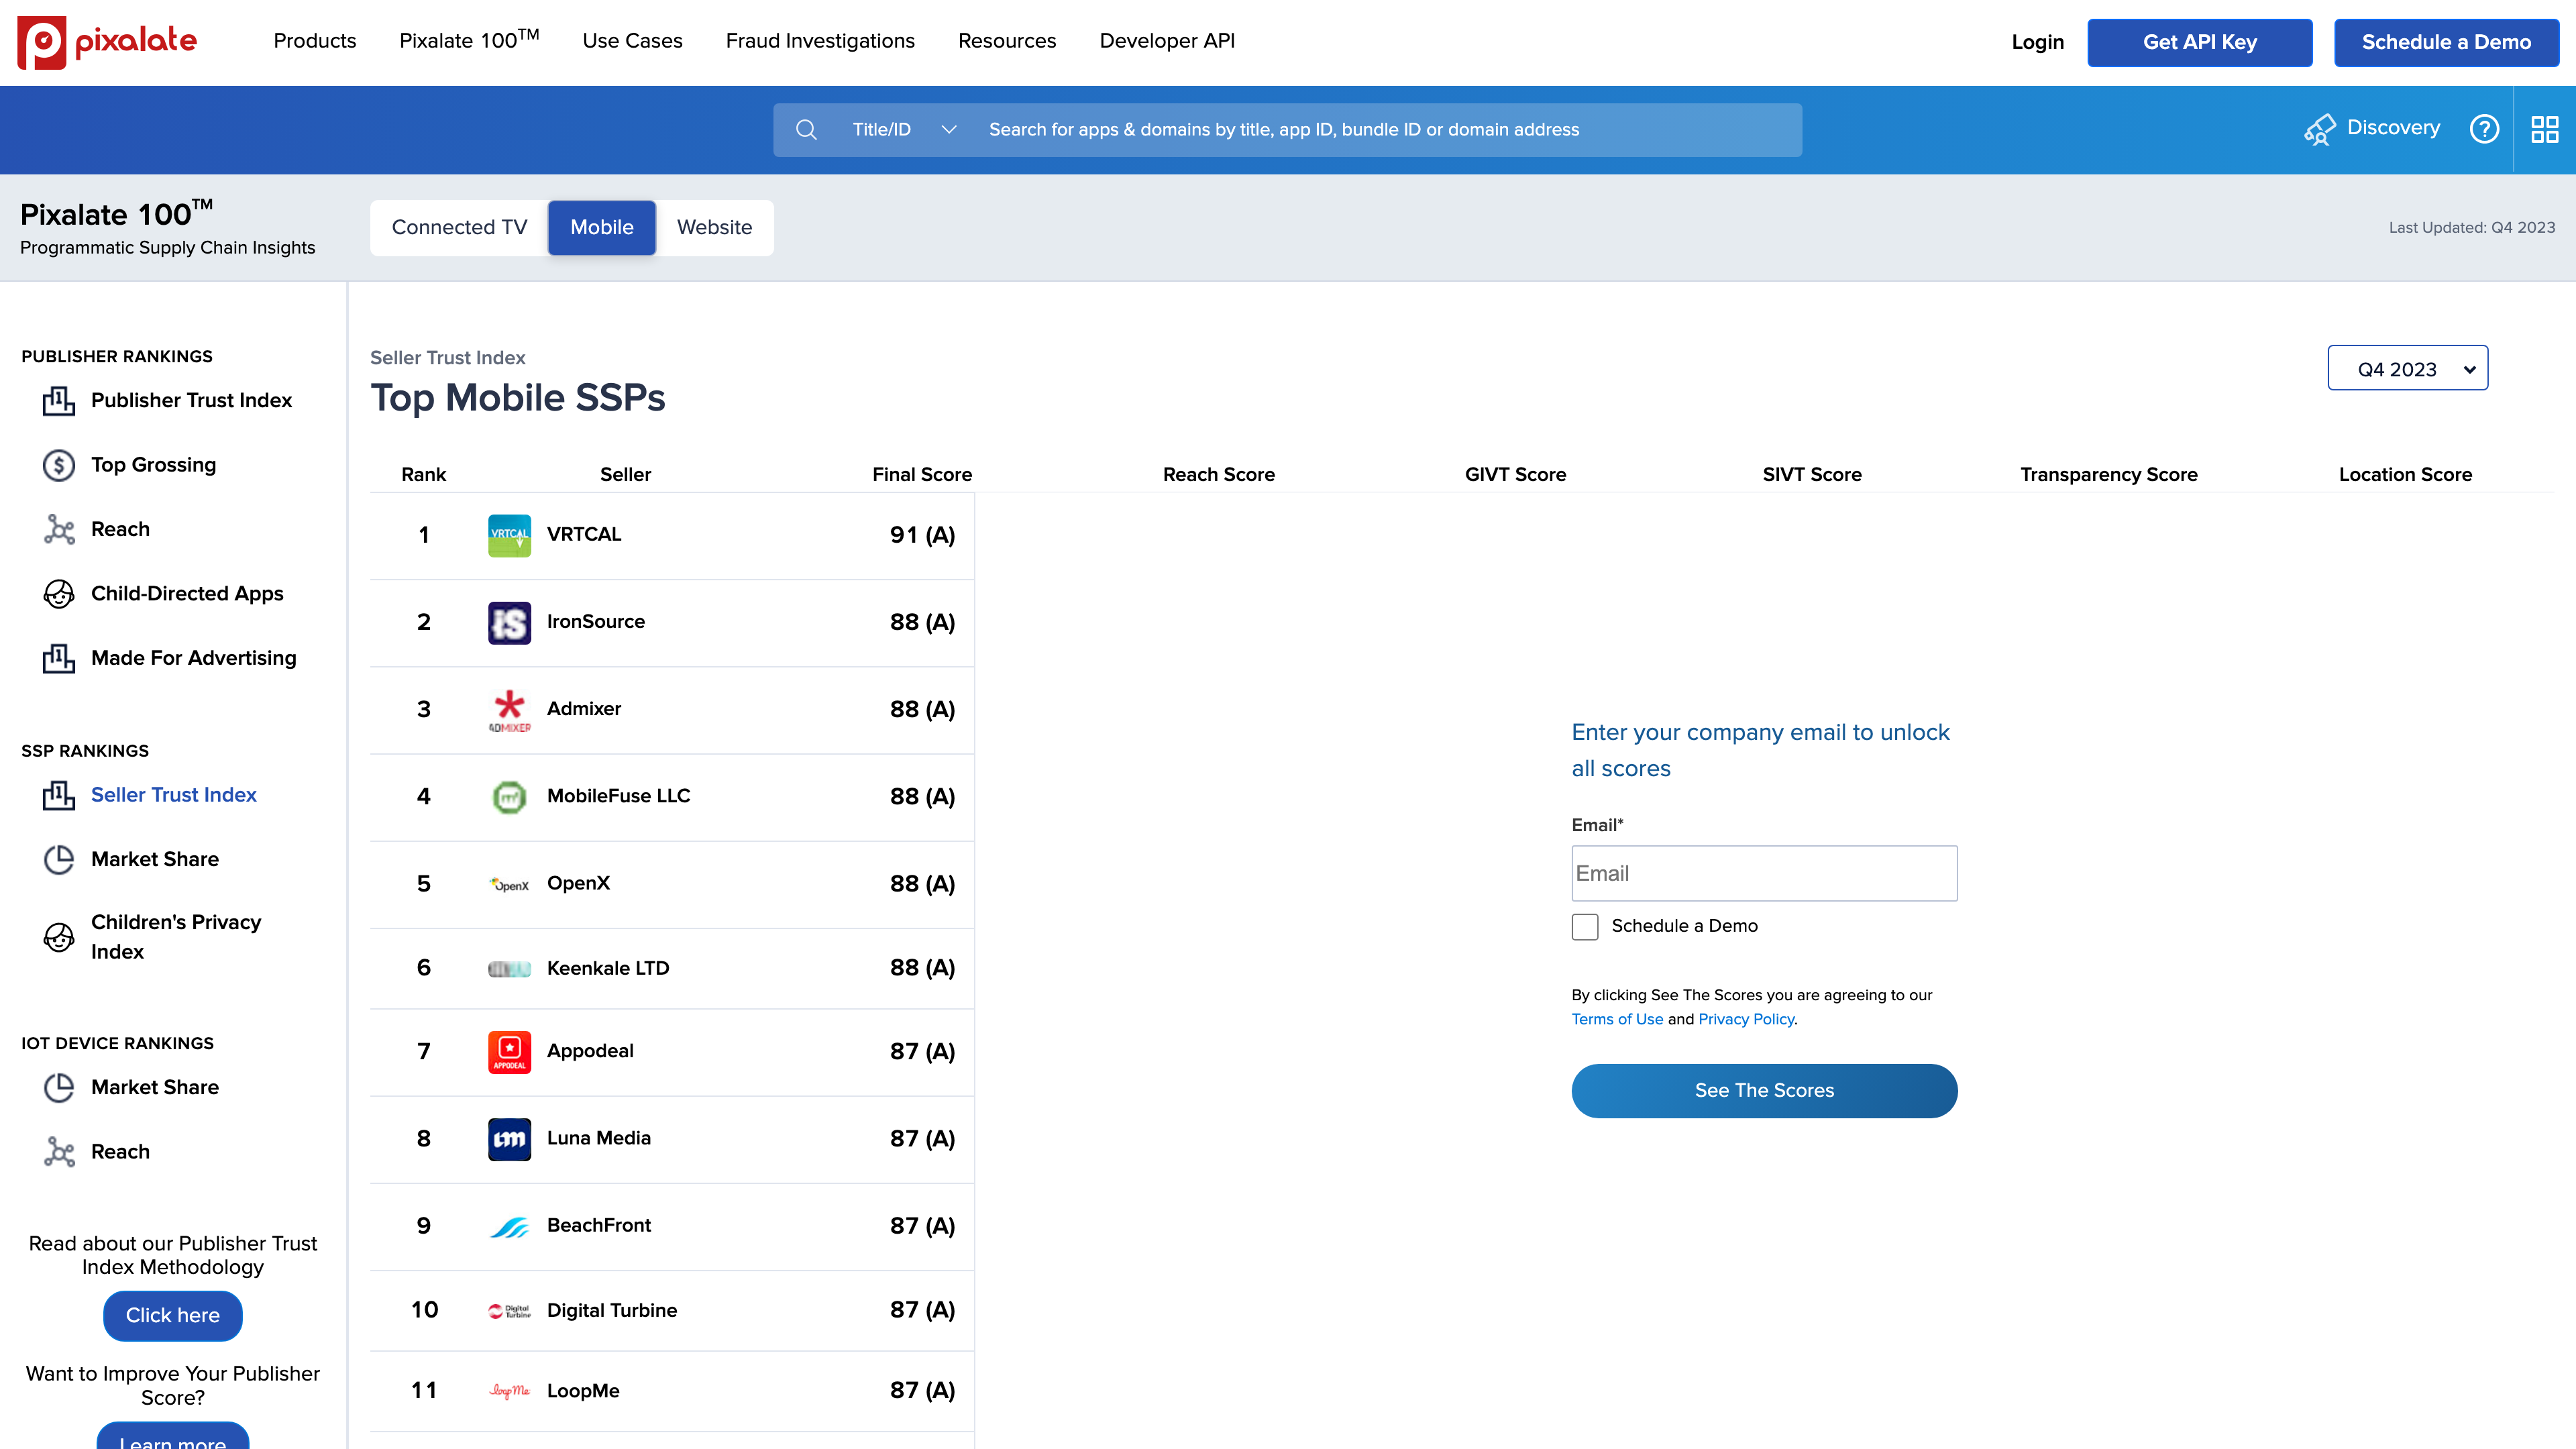 pixalate
Products
Pixalate 100™
Use Cases
Fraud Investigations
Resources
Developer API
Login
Get API Key
Schedule a Demo
Title/ID
Search for apps & domains by title, app ID, bundle ID or domain address
Discovery
Pixalate 100™
Programmatic Supply Chain Insights
Connected TV
Mobile
Website
Last Updated: Q4 2023
PUBLISHER RANKINGS
Publisher Trust Index
Top Grossing
Reach
Child-Directed Apps
Made For Advertising
SSP RANKINGS
Seller Trust Index
Market Share
Children's Privacy
Index
IOT DEVICE RANKINGS
Market Share
Reach
Read about our Publisher Trust
Index Methodology
Click here
Want to Improve Your Publisher
Score?
Learn more
Seller Trust Index
Top Mobile SSPs
Q4 2023
Rank Seller Final Score Reach Score GIVT Score SIVT Score Transparency Score Location Score
1 VRTCAL VRTCAL 91 (A)
2 iS IronSource 88 (A)
3 ADMIXER Admixer 88 (A)
4 MobileFuse LLC 88 (A)
5 OpenX OpenX 88 (A)
6 Keenkale LTD 88 (A)
7 APPODEAL Appodeal 87 (A)
8 lm Luna Media 87 (A)
9 BeachFront 87 (A)
10 Digital Turbine Digital Turbine 87 (A)
11 loopMe LoopMe 87 (A)
Enter your company email to unlock
all scores
Email*
Email
Schedule a Demo
By clicking See The Scores you are agreeing to our
Terms of Use and Privacy Policy.
See The Scores